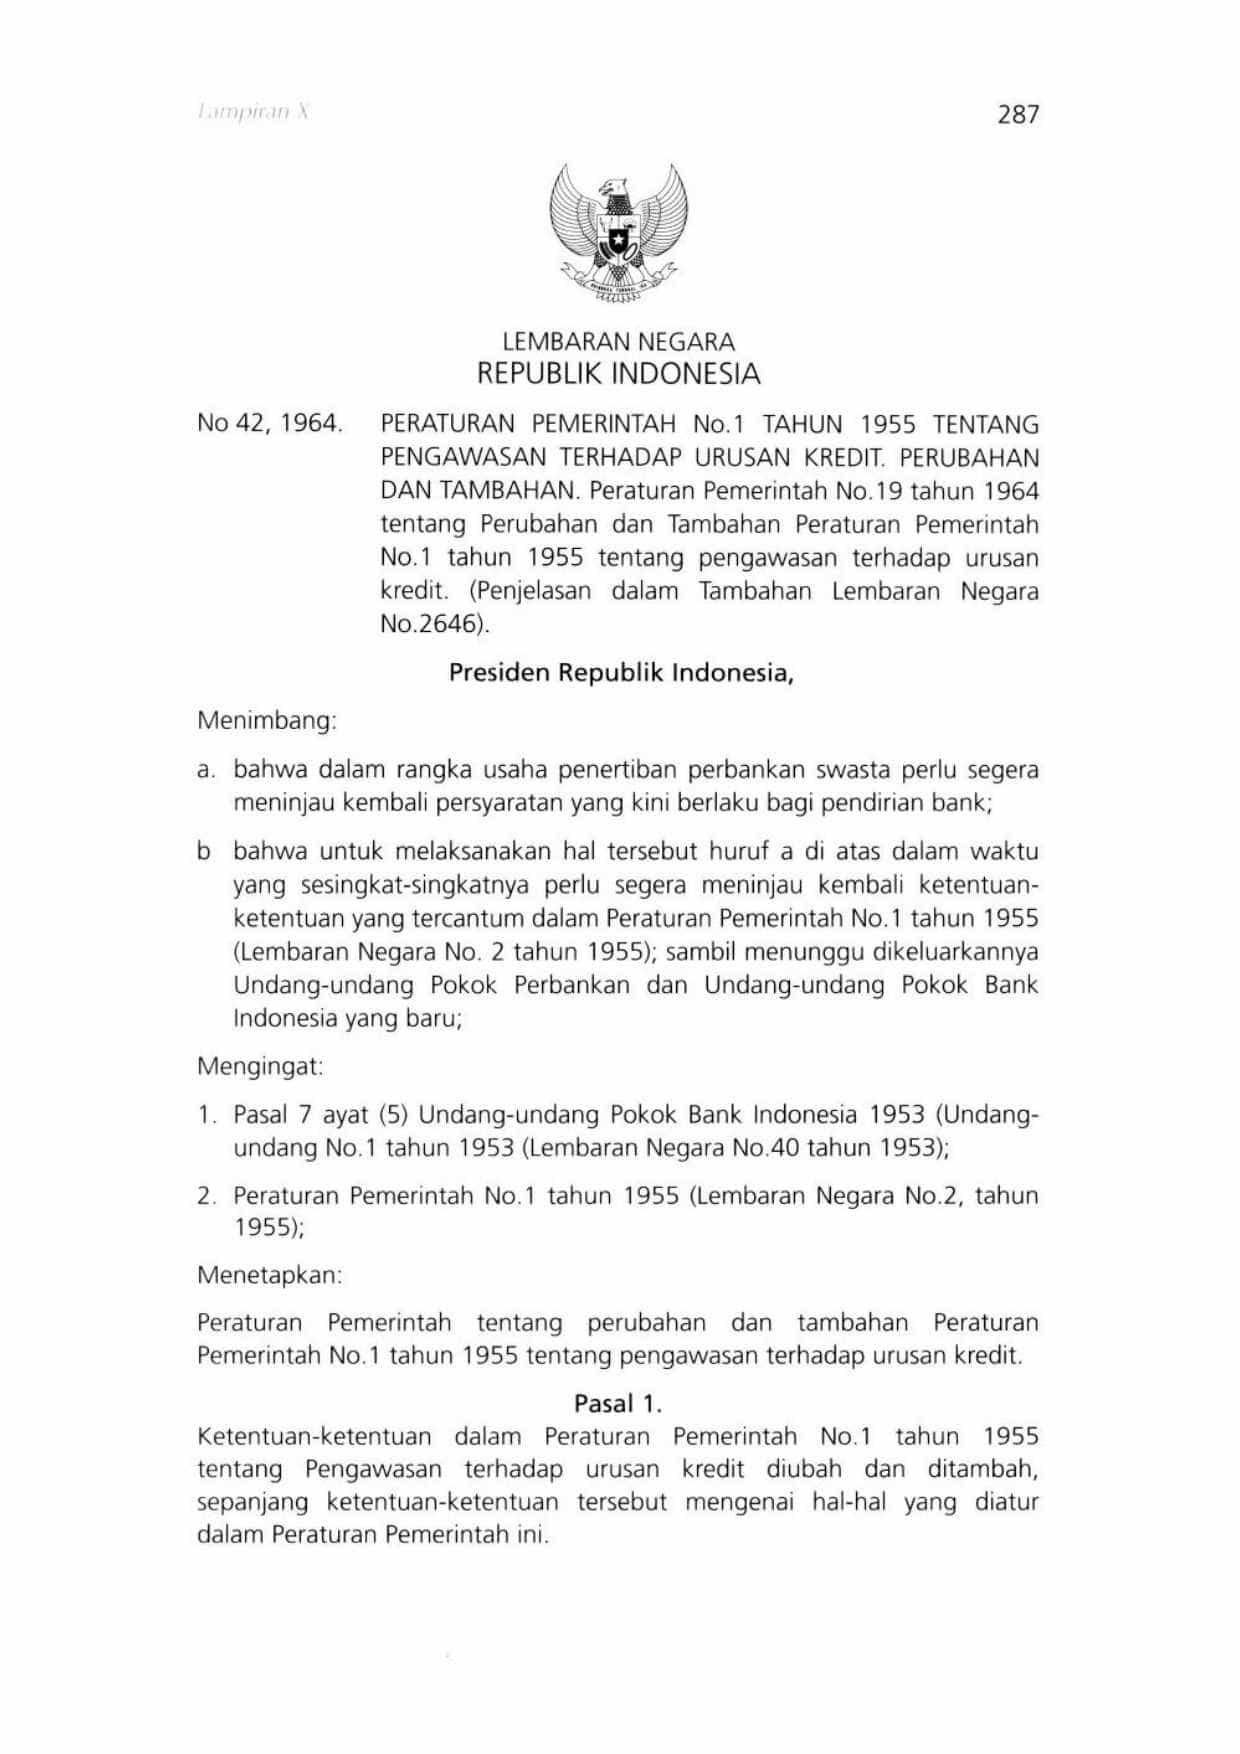 Lampiran X
287
LEMBARAN NEGARA
REPUBLIK INDONESIA
No 42, 1964. PERATURAN PEMERINTAH No.1 TAHUN 1955 TENTANG
PENGAWASAN TERHADAP URUSAN KREDIT. PERUBAHAN
DAN TAMBAHAN. Peraturan Pemerintah No.19 tahun 1964
tentang Perubahan dan Tambahan Peraturan Pemerintah
No.1 tahun 1955 tentang pengawasan terhadap urusan
kredit. (Penjelasan dalam Tambahan Lembaran Negara
No.2646).
Presiden Republik Indonesia,
Menimbang:
a. bahwa dalam rangka usaha penertiban perbankan swasta perlu segera
meninjau kembali persyaratan yang kini berlaku bagi pendirian bank;
b bahwa untuk melaksanakan hal tersebut huruf a di atas dalam waktu
yang sesingkat-singkatnya perlu segera meninjau kembali ketentuan-
ketentuan yang tercantum dalam Peraturan Pemerintah No.1 tahun 1955
(Lembaran Negara No. 2 tahun 1955); sambil menunggu dikeluarkannya
Undang-undang Pokok Perbankan dan Undang-undang Pokok Bank
Indonesia yang baru;
Mengingat:
1. Pasal 7 ayat (5) Undang-undang Pokok Bank Indonesia 1953 (Undang-
undang No.1 tahun 1953 (Lembaran Negara No.40 tahun 1953);
2. Peraturan Pemerintah No.1 tahun 1955 (Lembaran Negara No.2, tahun
1955);
Menetapkan:
Peraturan Pemerintah tentang perubahan dan tambahan Peraturan
Pemerintah No.1 tahun 1955 tentang pengawasan terhadap urusan kredit.
Pasal 1.
Ketentuan-ketentuan dalam Peraturan Pemerintah No.1 tahun 1955
tentang Pengawasan terhadap urusan kredit diubah dan ditambah,
sepanjang ketentuan-ketentuan tersebut mengenai hal-hal yang diatur
dalam Peraturan Pemerintah ini.